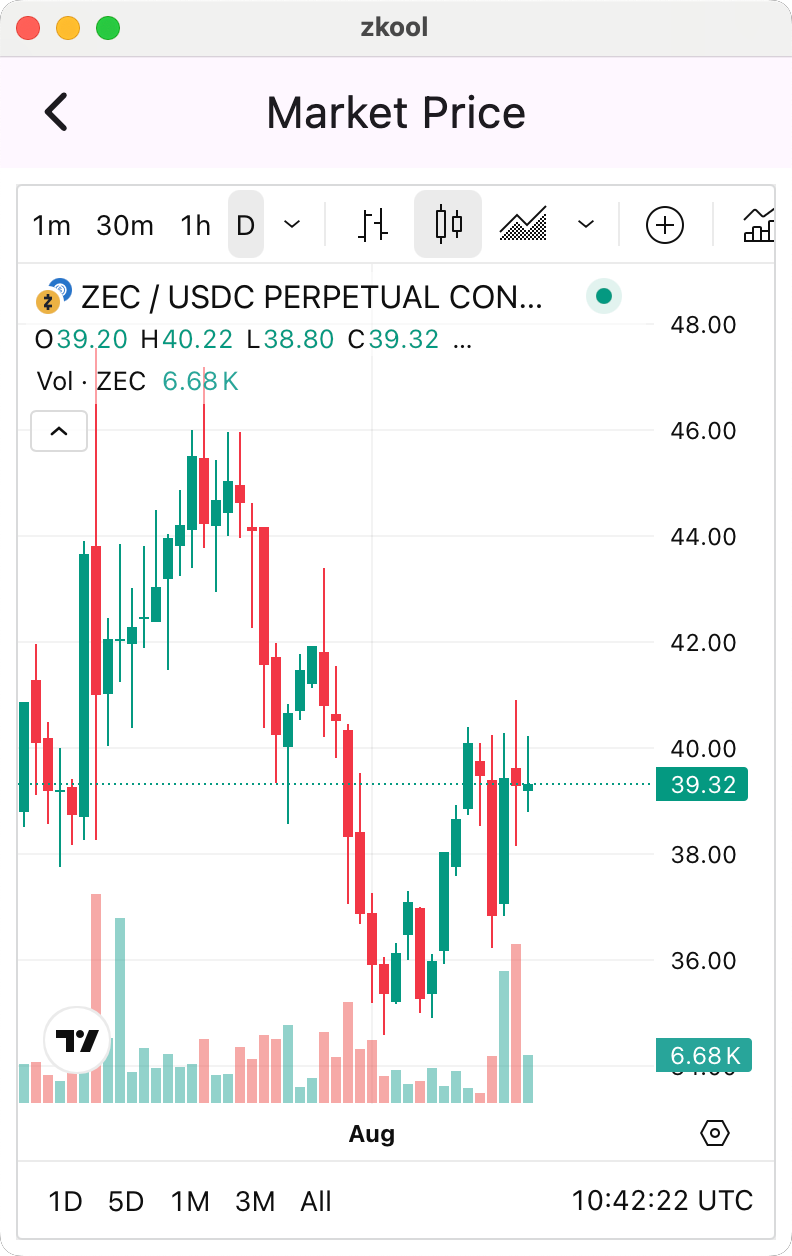 zkool
Market Price
1m 30m 1h D
ZEC / USDC PERPETUAL CON...
O39.20 H40.22 L38.80 C39.32 ...
Vol · ZEC 6.68 K
48.00
46.00
44.00
42.00
40.00
39.32
38.00
36.00
6.68 K
Aug
1D 5D 1M 3M All
10:42:22 UTC